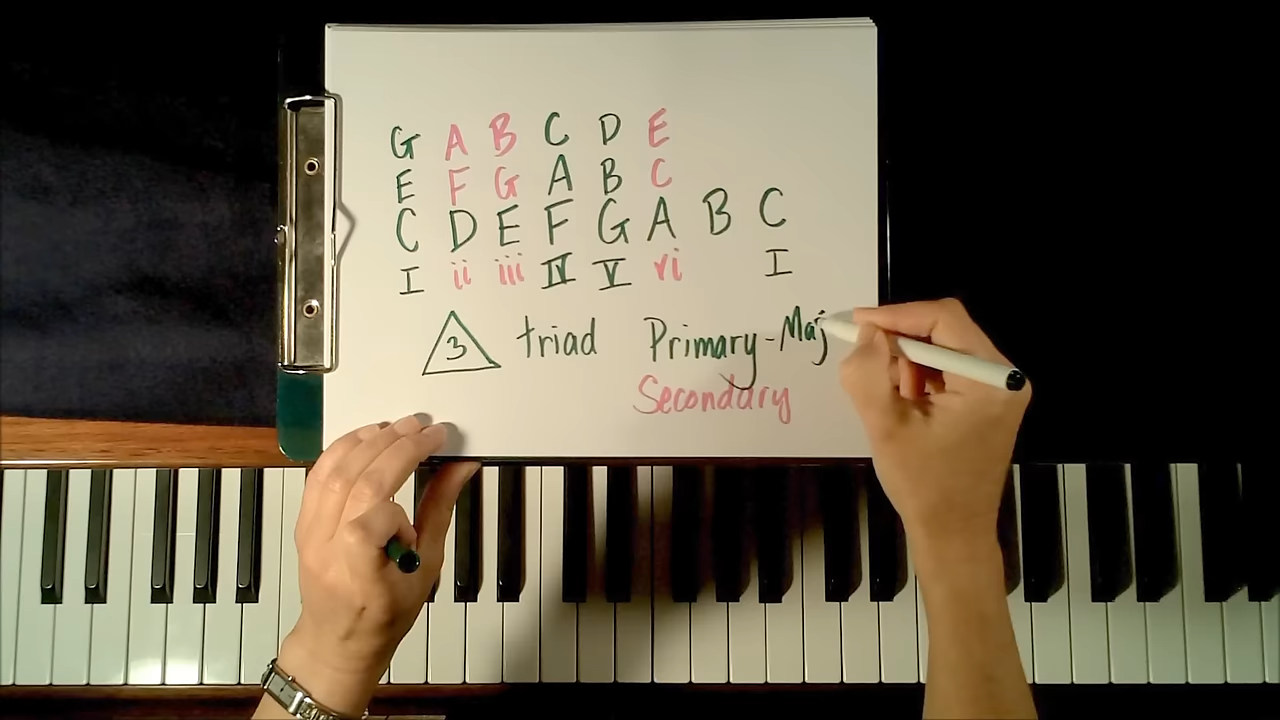 G A B C D E
E F G A B C
C D E F G A B C
I ii iii IV V vi I
3 triad Primary - Maj
Secondary